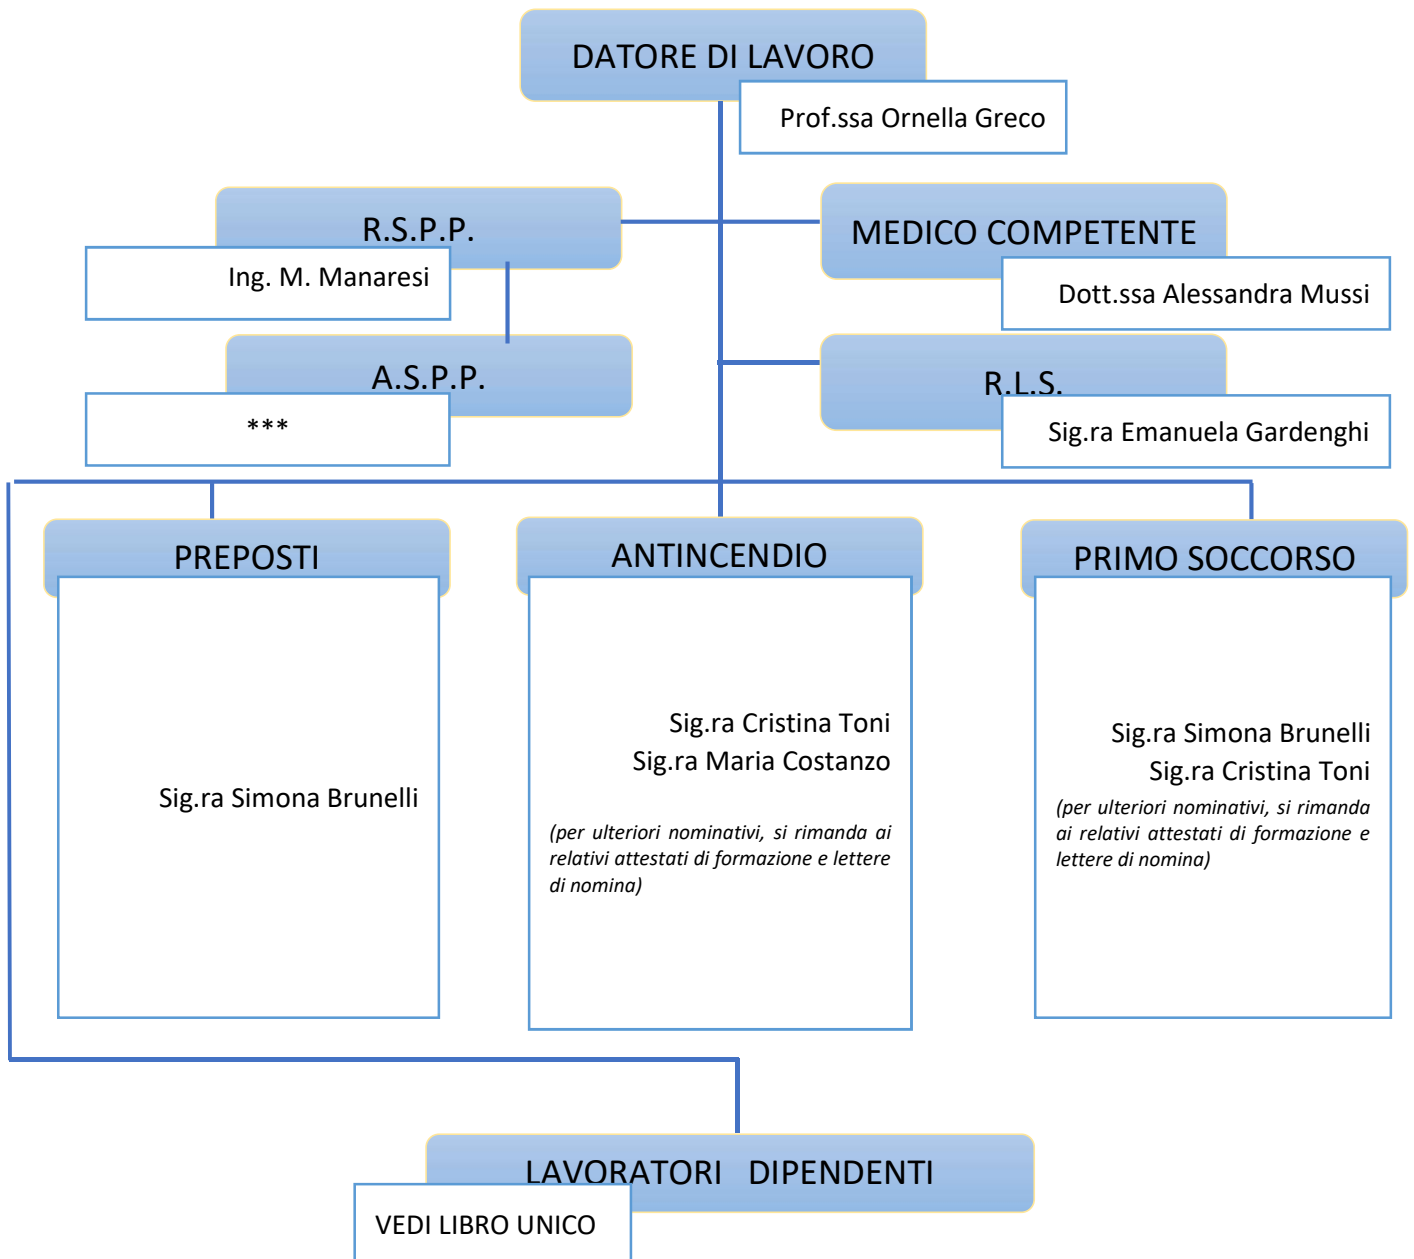 DATORE DI LAVORO
Prof.ssa Ornella Greco
R.S.P.P.
Ing. M. Manaresi
MEDICO COMPETENTE
Dott.ssa Alessandra Mussi
A.S.P.P.
***
R.L.S.
Sig.ra Emanuela Gardenghi
PREPOSTI
Sig.ra Simona Brunelli
ANTINCENDIO
Sig.ra Cristina Toni
Sig.ra Maria Costanzo
(per ulteriori nominativi, si rimanda ai
relativi attestati di formazione e lettere
di nomina)
PRIMO SOCCORSO
Sig.ra Simona Brunelli
Sig.ra Cristina Toni
(per ulteriori nominativi, si rimanda
ai relativi attestati di formazione e
lettere di nomina)
LAVORATORI DIPENDENTI
VEDI LIBRO UNICO